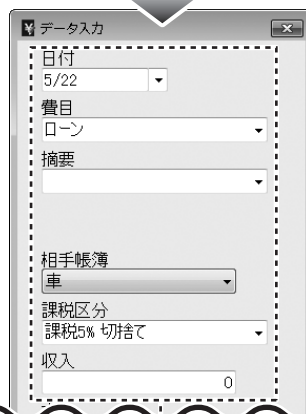 データ入力
日付
5/22
費目
ローン
摘要
相手帳簿
車
課税区分
課税5% 切捨て
収入
0